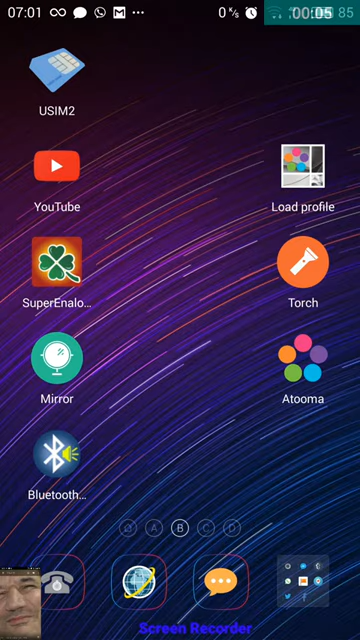 07:01
0 K/s
00:05
85
USIM2
YouTube
Load profile
SuperEnalo...
Torch
Mirror
Atooma
Bluetooth...
A B C D
Screen Recorder